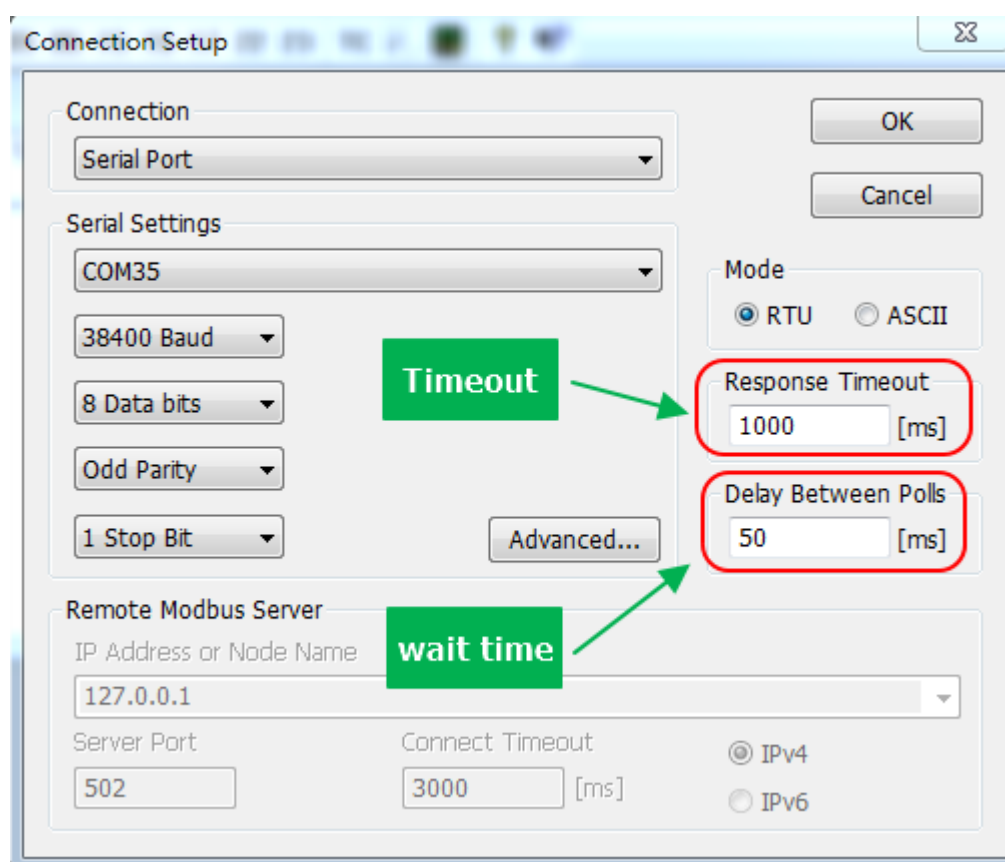 Connection Setup
Connection
Serial Port
OK
Cancel
Serial Settings
COM35
38400 Baud
8 Data bits
Odd Parity
1 Stop Bit
Advanced...
Mode
RTU
ASCII
Timeout
Response Timeout
1000 [ms]
Delay Between Polls
50 [ms]
wait time
Remote Modbus Server
IP Address or Node Name
127.0.0.1
Server Port
502
Connect Timeout
3000 [ms]
IPv4
IPv6